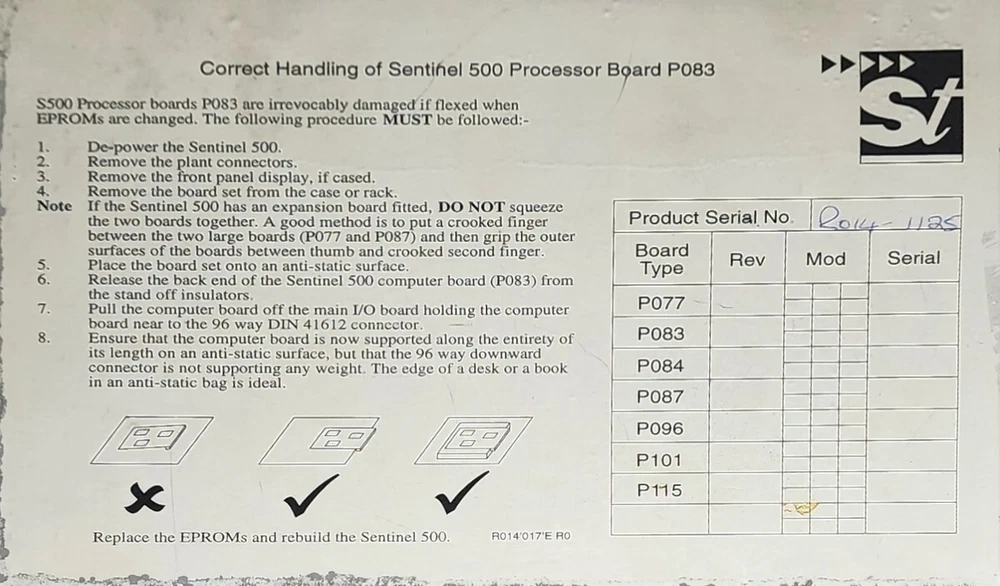 Correct Handling of Sentinel 500 Processor Board P083
St
S500 Processor boards P083 are irrevocably damaged if flexed when
EPROMs are changed. The following procedure MUST be followed:-
1. De-power the Sentinel 500.
2. Remove the plant connectors.
3. Remove the front panel display, if cased.
4. Remove the board set from the case or rack.
Note If the Sentinel 500 has an expansion board fitted, DO NOT squeeze
the two boards together. A good method is to put a crooked finger
between the two large boards (P077 and P087) and then grip the outer
surfaces of the boards between thumb and crooked second finger.
5. Place the board set onto an anti-static surface.
6. Release the back end of the Sentinel 500 computer board (P083) from
the stand off insulators.
7. Pull the computer board off the main I/O board holding the computer
board near to the 96 way DIN 41612 connector.
8. Ensure that the computer board is now supported along the entirety of
its length on an anti-static surface, but that the 96 way downward
connector is not supporting any weight. The edge of a desk or a book
in an anti-static bag is ideal.
Replace the EPROMs and rebuild the Sentinel 500.
R014'017'E R0
Product Serial No. R014-1125
Board Type Rev Mod Serial
P077
P083
P084
P087
P096
P101
P115